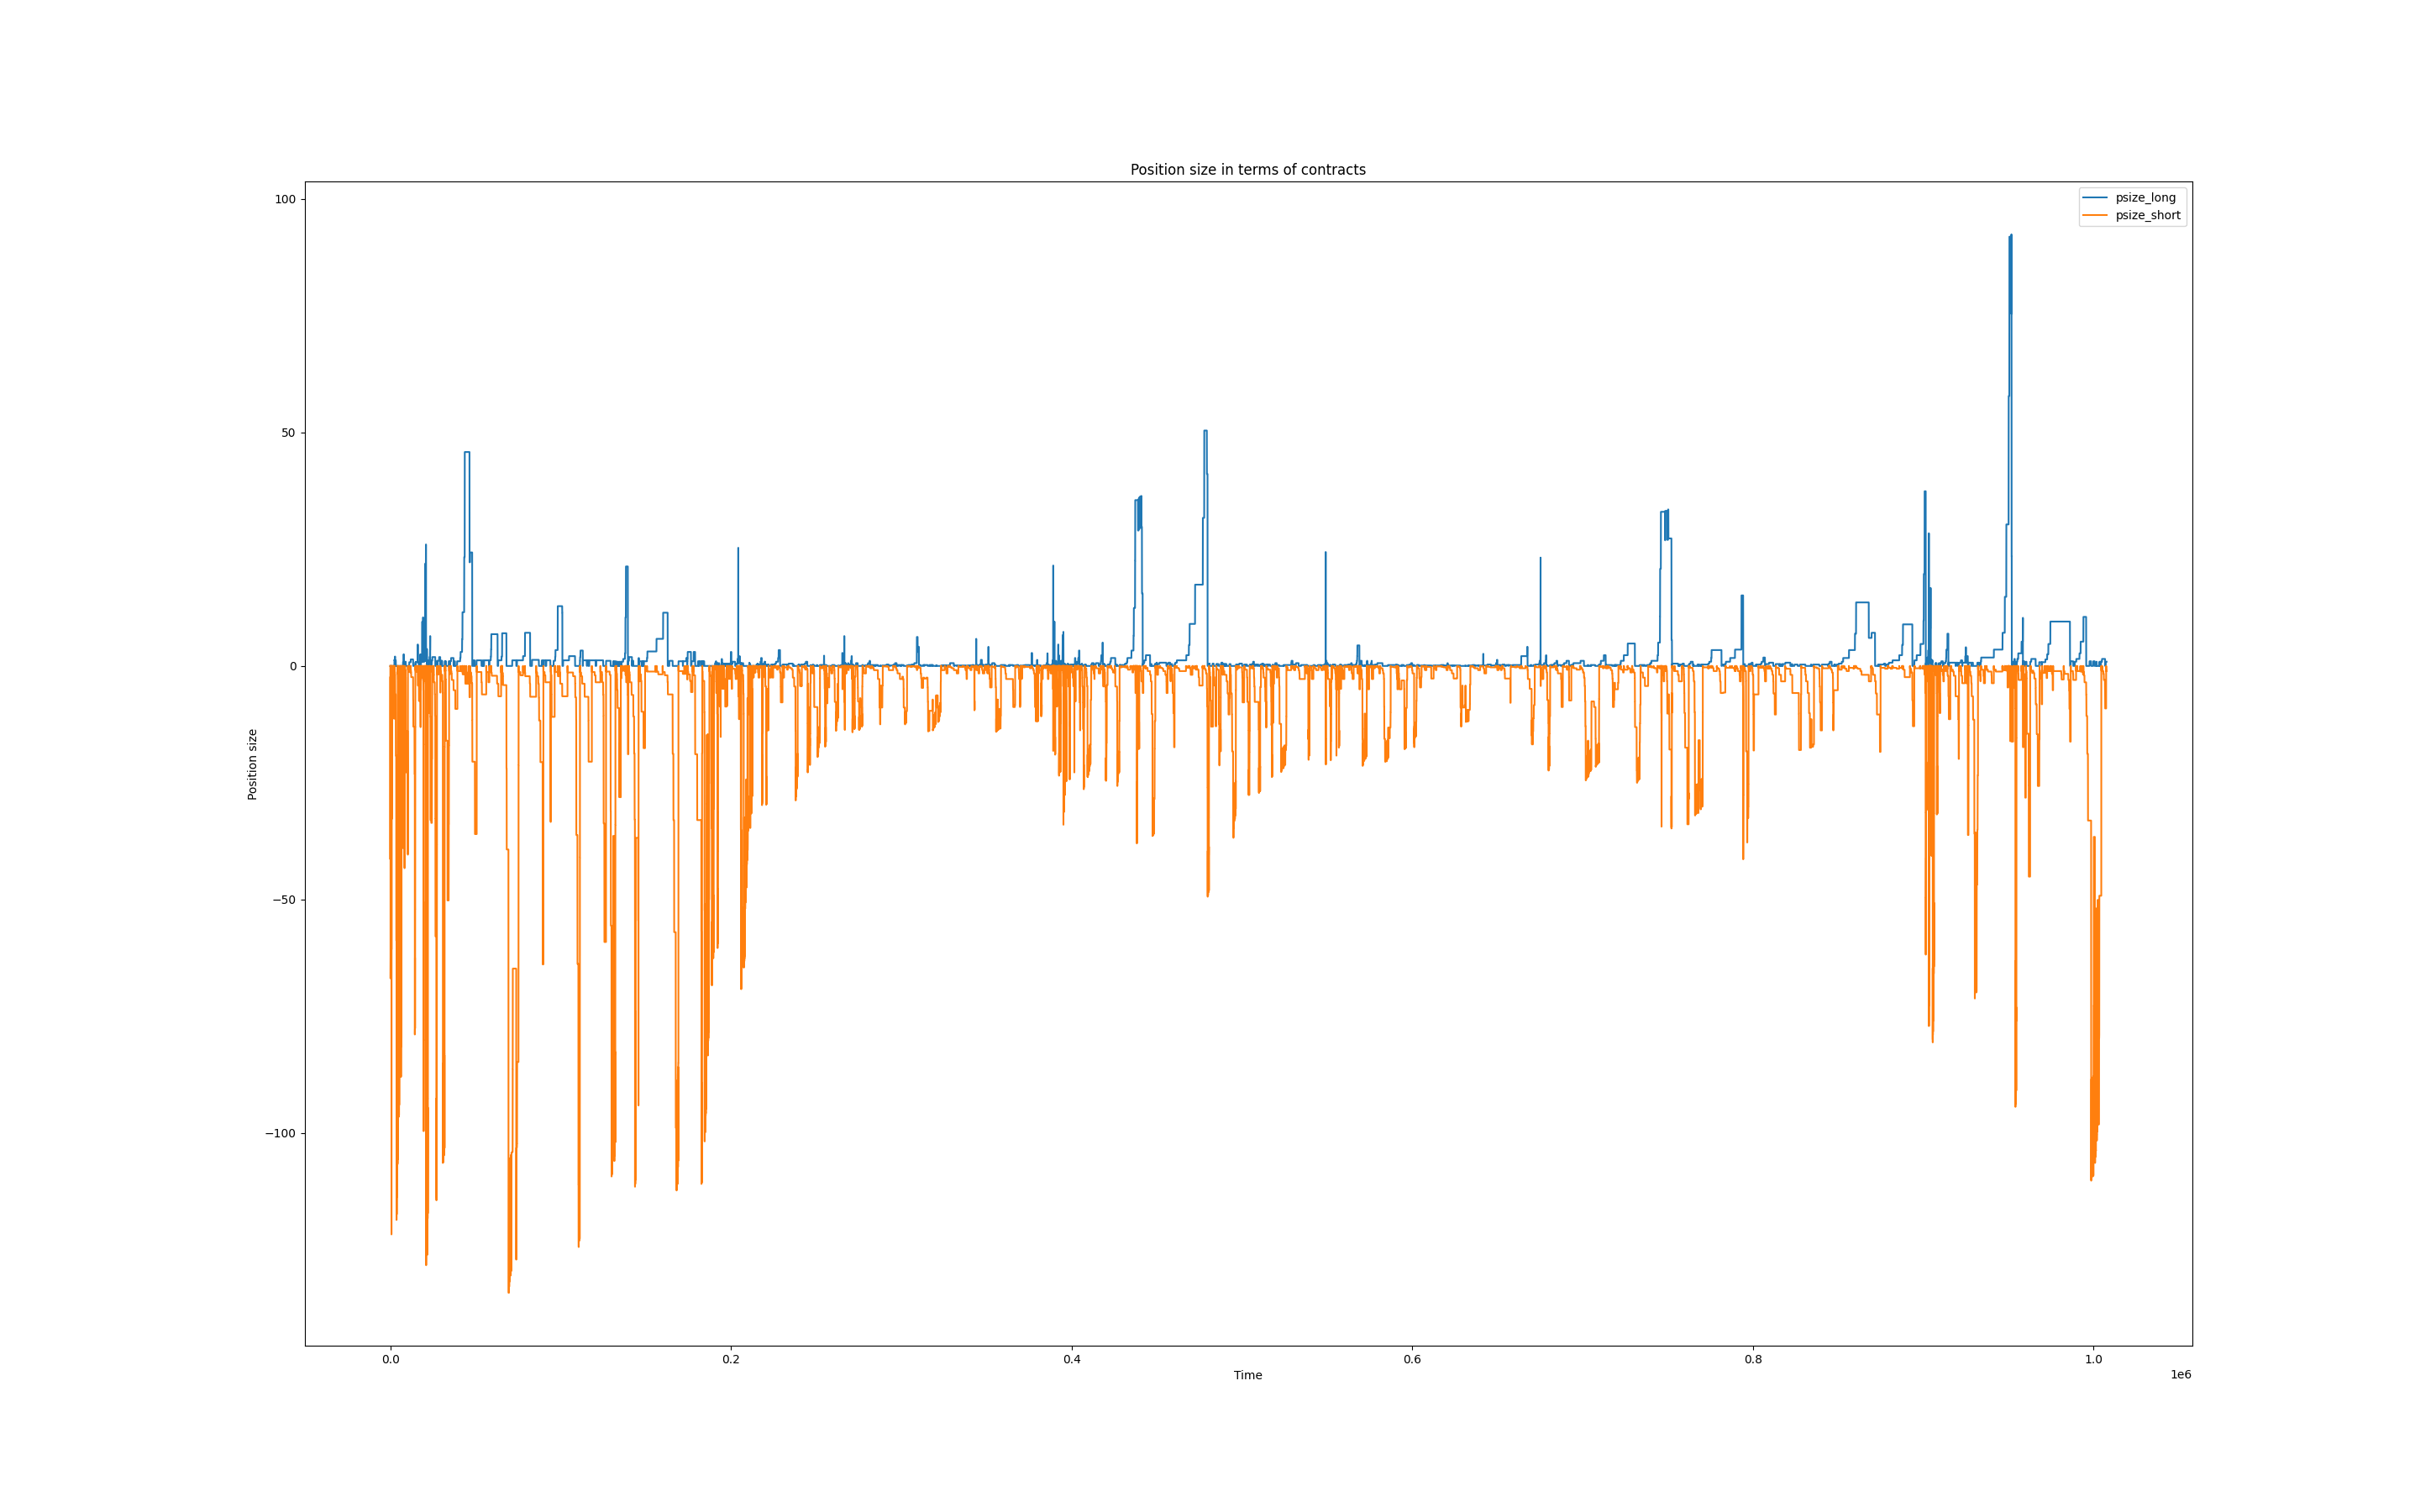 Position size in terms of contracts
psize_long
psize_short
100
50
0
−50
−100
Position size
0.0
0.2
0.4
0.6
0.8
1.0
Time
1e6